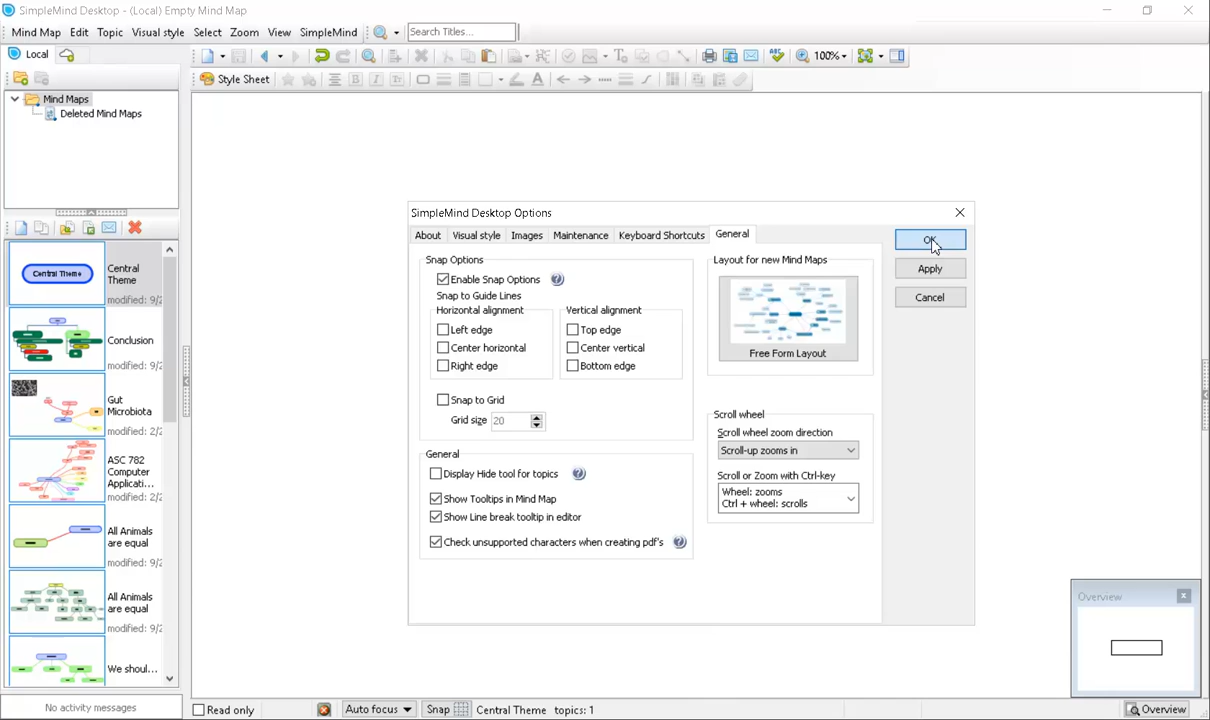 SimpleMind Desktop - (Local) Empty Mind Map
Mind Map Edit Topic Visual style Select Zoom View SimpleMind Search Titles...
Local
100%
Style Sheet
Mind Maps
Deleted Mind Maps
Central Theme
Central
Theme
modified: 9/2
Conclusion
modified: 9/2
Gut
Microbiota
modified: 2/2
ASC 782
Computer
Applicati...
modified: 2/2
All Animals
are equal
modified: 9/2
All Animals
are equal
modified: 9/2
We shoul...
No activity messages
SimpleMind Desktop Options
About Visual style Images Maintenance Keyboard Shortcuts General
Snap Options
Enable Snap Options
Snap to Guide Lines
Horizontal alignment
Left edge
Center horizontal
Right edge
Vertical alignment
Top edge
Center vertical
Bottom edge
Snap to Grid
Grid size 20
General
Display Hide tool for topics
Show Tooltips in Mind Map
Show Line break tooltip in editor
Check unsupported characters when creating pdf's
Layout for new Mind Maps
Free Form Layout
Scroll wheel
Scroll wheel zoom direction
Scroll-up zooms in
Scroll or Zoom with Ctrl-key
Wheel: zooms
Ctrl + wheel: scrolls
OK
Apply
Cancel
Overview
Read only
Auto focus
Snap
Central Theme topics: 1
Overview